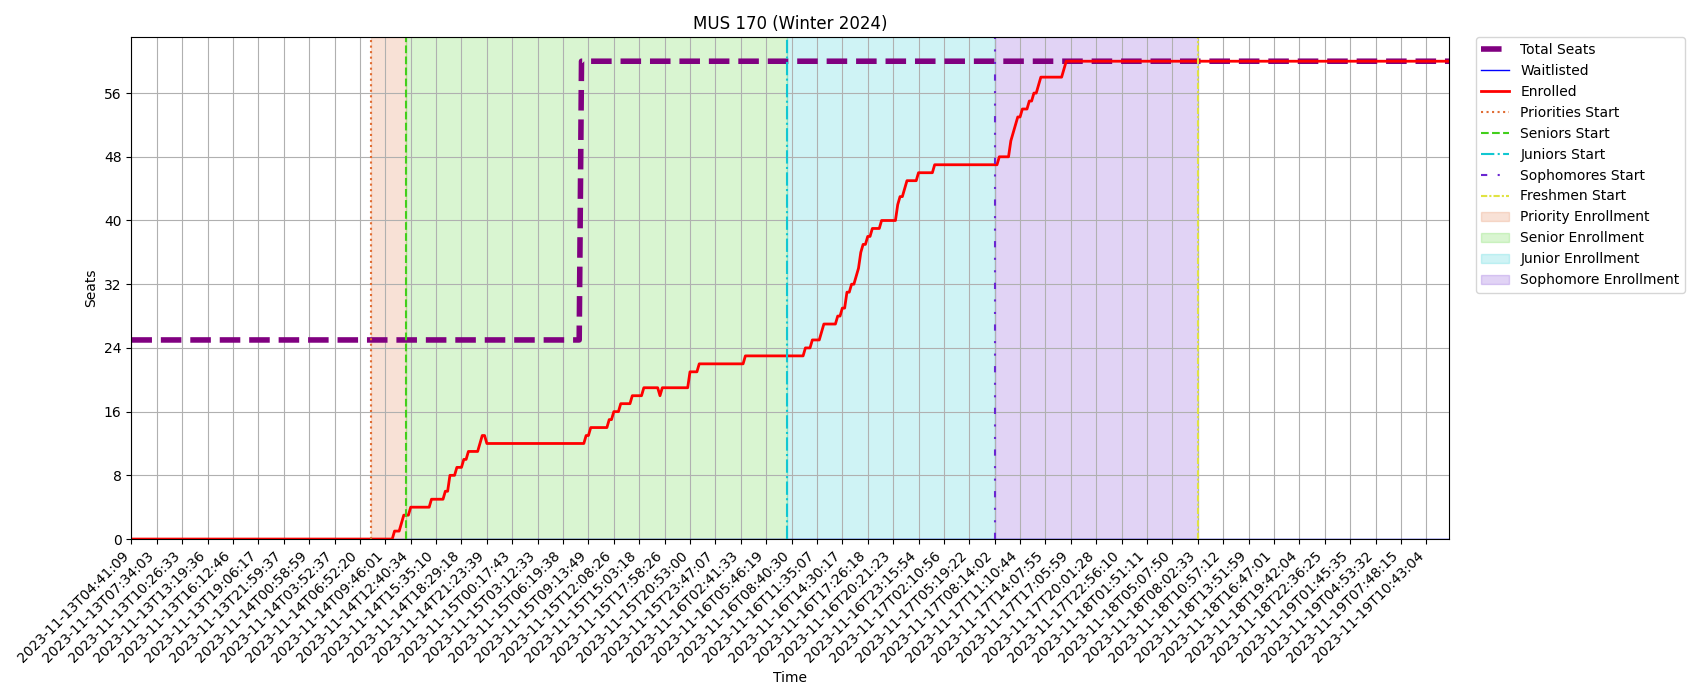 MUS 170 (Winter 2024)
Seats
56
48
40
32
24
16
8
0
2023-11-13T04:41:09
2023-11-13T07:34:03
2023-11-13T10:26:33
2023-11-13T13:19:36
2023-11-13T16:12:46
2023-11-13T19:06:17
2023-11-13T21:59:37
2023-11-14T00:58:59
2023-11-14T03:52:37
2023-11-14T06:52:20
2023-11-14T09:46:01
2023-11-14T12:40:34
2023-11-14T15:35:10
2023-11-14T18:29:18
2023-11-14T21:23:39
2023-11-15T00:17:43
2023-11-15T03:12:33
2023-11-15T06:19:38
2023-11-15T09:13:49
2023-11-15T12:08:26
2023-11-15T15:03:18
2023-11-15T17:58:26
2023-11-15T20:53:00
2023-11-15T23:47:07
2023-11-16T02:41:33
2023-11-16T05:46:19
2023-11-16T08:40:30
2023-11-16T11:35:07
2023-11-16T14:30:17
2023-11-16T17:26:18
2023-11-16T20:21:23
2023-11-16T23:15:54
2023-11-17T02:10:56
2023-11-17T05:19:22
2023-11-17T08:14:02
2023-11-17T11:10:44
2023-11-17T14:07:55
2023-11-17T17:05:59
2023-11-17T20:01:28
2023-11-17T22:56:10
2023-11-18T01:51:11
2023-11-18T05:07:50
2023-11-18T08:02:33
2023-11-18T10:57:12
2023-11-18T13:51:59
2023-11-18T16:47:01
2023-11-18T19:42:04
2023-11-18T22:36:25
2023-11-19T01:45:35
2023-11-19T04:53:32
2023-11-19T07:48:15
2023-11-19T10:43:04
Time
Total Seats
Waitlisted
Enrolled
Priorities Start
Seniors Start
Juniors Start
Sophomores Start
Freshmen Start
Priority Enrollment
Senior Enrollment
Junior Enrollment
Sophomore Enrollment